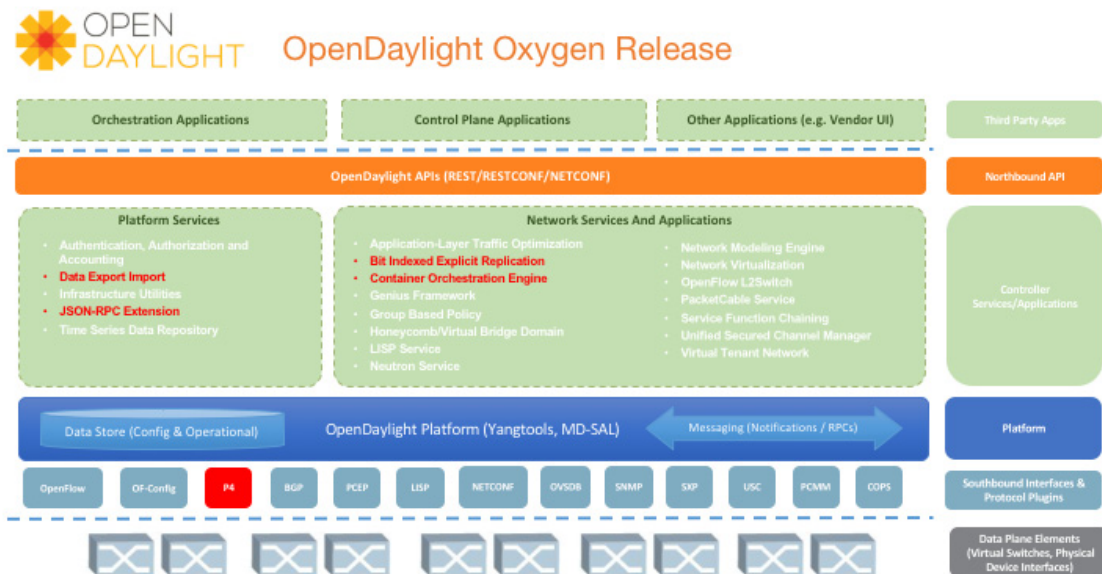 OPEN
DAYLIGHT
OpenDaylight Oxygen Release
Orchestration Applications
Control Plane Applications
Other Applications (e.g. Vendor UI)
Third Party Apps
OpenDaylight APIs (REST/RESTCONF/NETCONF)
Northbound API
Platform Services
• Authentication, Authorization and
Accounting
• Data Export Import
• Infrastructure Utilities
• JSON-RPC Extension
• Time Series Data Repository
Network Services And Applications
• Application-Layer Traffic Optimization
• Bit Indexed Explicit Replication
• Container Orchestration Engine
• Genius Framework
• Group Based Policy
• Honeycomb/Virtual Bridge Domain
• LISP Service
• Neutron Service
• Network Modeling Engine
• Network Virtualization
• OpenFlow L2Switch
• PacketCable Service
• Service Function Chaining
• Unified Secured Channel Manager
• Virtual Tenant Network
Controller
Services/Applications
Data Store (Config & Operational)
OpenDaylight Platform (Yangtools, MD-SAL)
Messaging (Notifications / RPCs)
Platform
OpenFlow
OF-Config
P4
BGP
PCEP
LISP
NETCONF
OVSDB
SNMP
SXP
USC
PCMM
COPS
Southbound Interfaces &
Protocol Plugins
Data Plane Elements
(Virtual Switches, Physical
Device Interfaces)